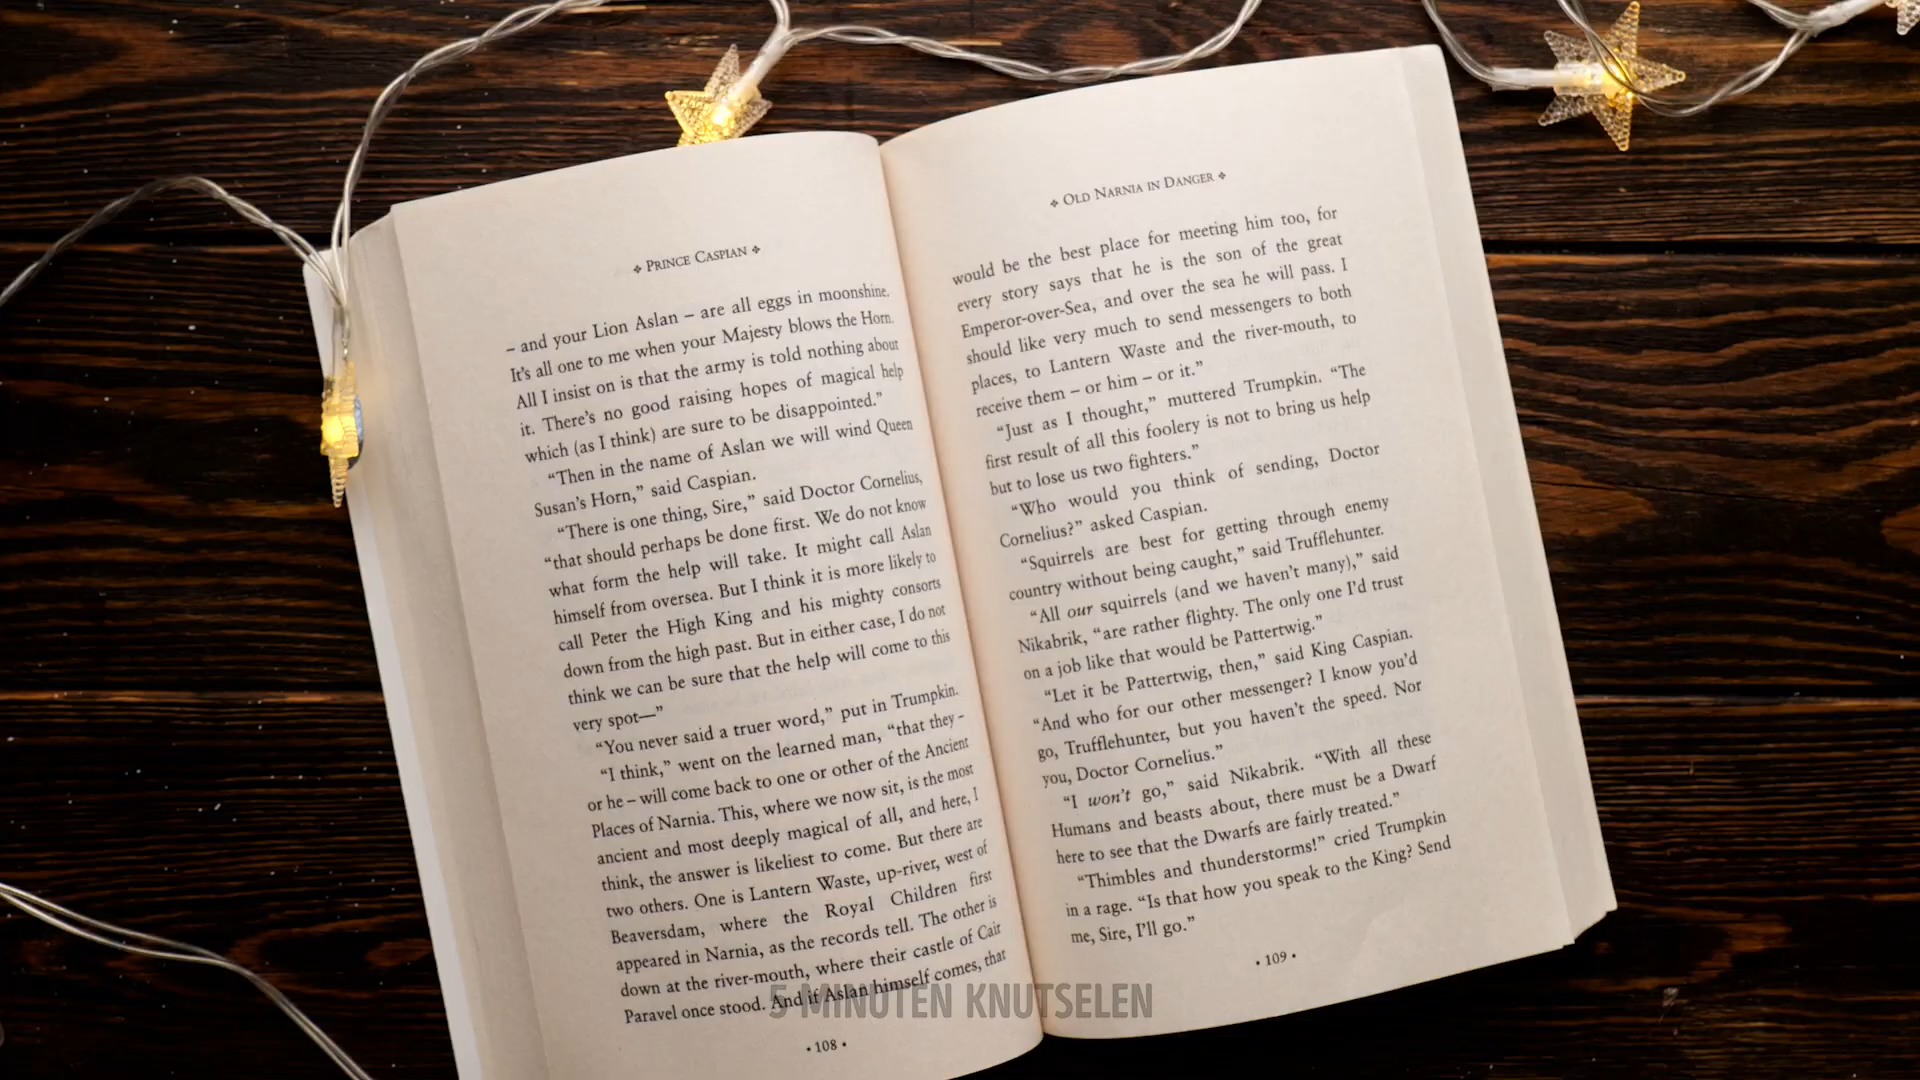 ❖ PRINCE CASPIAN ❖
– and your Lion Aslan – are all eggs in moonshine.
It's all one to me when your Majesty blows the Horn.
All I insist on is that the army is told nothing about
it. There's no good raising hopes of magical help
which (as I think) are sure to be disappointed.”
“Then in the name of Aslan we will wind Queen
Susan's Horn,” said Caspian.
“There is one thing, Sire,” said Doctor Cornelius,
“that should perhaps be done first. We do not know
what form the help will take. It might call Aslan
himself from oversea. But I think it is more likely to
call Peter the High King and his mighty consorts
down from the high past. But in either case, I do not
think we can be sure that the help will come to this
very spot—”
“You never said a truer word,” put in Trumpkin.
“I think,” went on the learned man, “that they –
or he – will come back to one or other of the Ancient
Places of Narnia. This, where we now sit, is the most
ancient and most deeply magical of all, and here, I
think, the answer is likeliest to come. But there are
two others. One is Lantern Waste, up-river, west of
Beaversdam, where the Royal Children first
appeared in Narnia, as the records tell. The other is
down at the river-mouth, where their castle of Cair
Paravel once stood. And if Aslan himself comes, that
• 108 •
❖ OLD NARNIA IN DANGER ❖
would be the best place for meeting him too, for
every story says that he is the son of the great
Emperor-over-Sea, and over the sea he will pass. I
should like very much to send messengers to both
places, to Lantern Waste and the river-mouth, to
receive them – or him – or it.”
“Just as I thought,” muttered Trumpkin. “The
first result of all this foolery is not to bring us help
but to lose us two fighters.”
“Who would you think of sending, Doctor
Cornelius?” asked Caspian.
“Squirrels are best for getting through enemy
country without being caught,” said Trufflehunter.
“All our squirrels (and we haven't many),” said
Nikabrik, “are rather flighty. The only one I'd trust
on a job like that would be Pattertwig.”
“Let it be Pattertwig, then,” said King Caspian.
“And who for our other messenger? I know you'd
go, Trufflehunter, but you haven't the speed. Nor
you, Doctor Cornelius.”
“I won't go,” said Nikabrik. “With all these
Humans and beasts about, there must be a Dwarf
here to see that the Dwarfs are fairly treated.”
“Thimbles and thunderstorms!” cried Trumpkin
in a rage. “Is that how you speak to the King? Send
me, Sire, I'll go.”
• 109 •
5 MINUTEN KNUTSELEN